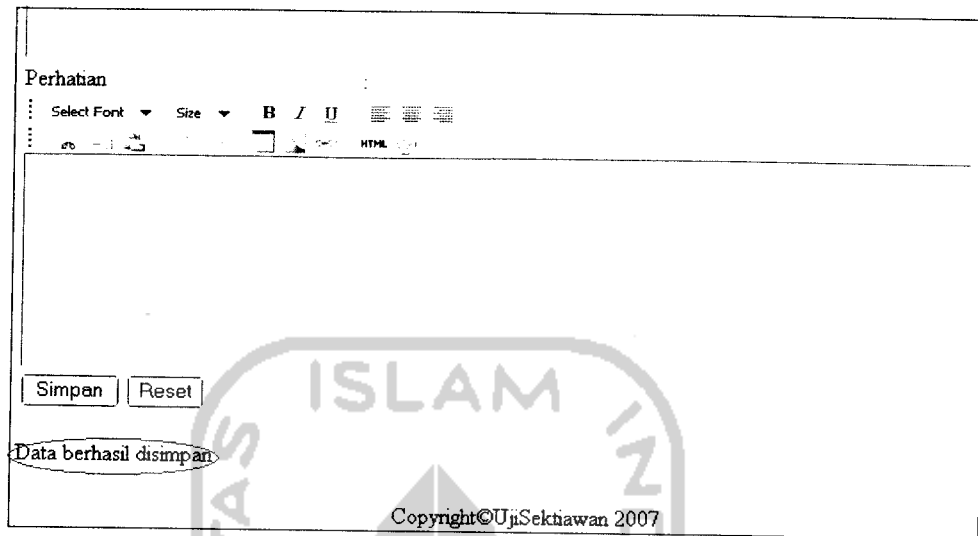 Perhatian
Select Font Size B I U
HTML
Simpan Reset
ISLAM
Data berhasil disimpan
Copyright©UjiSektiawan 2007